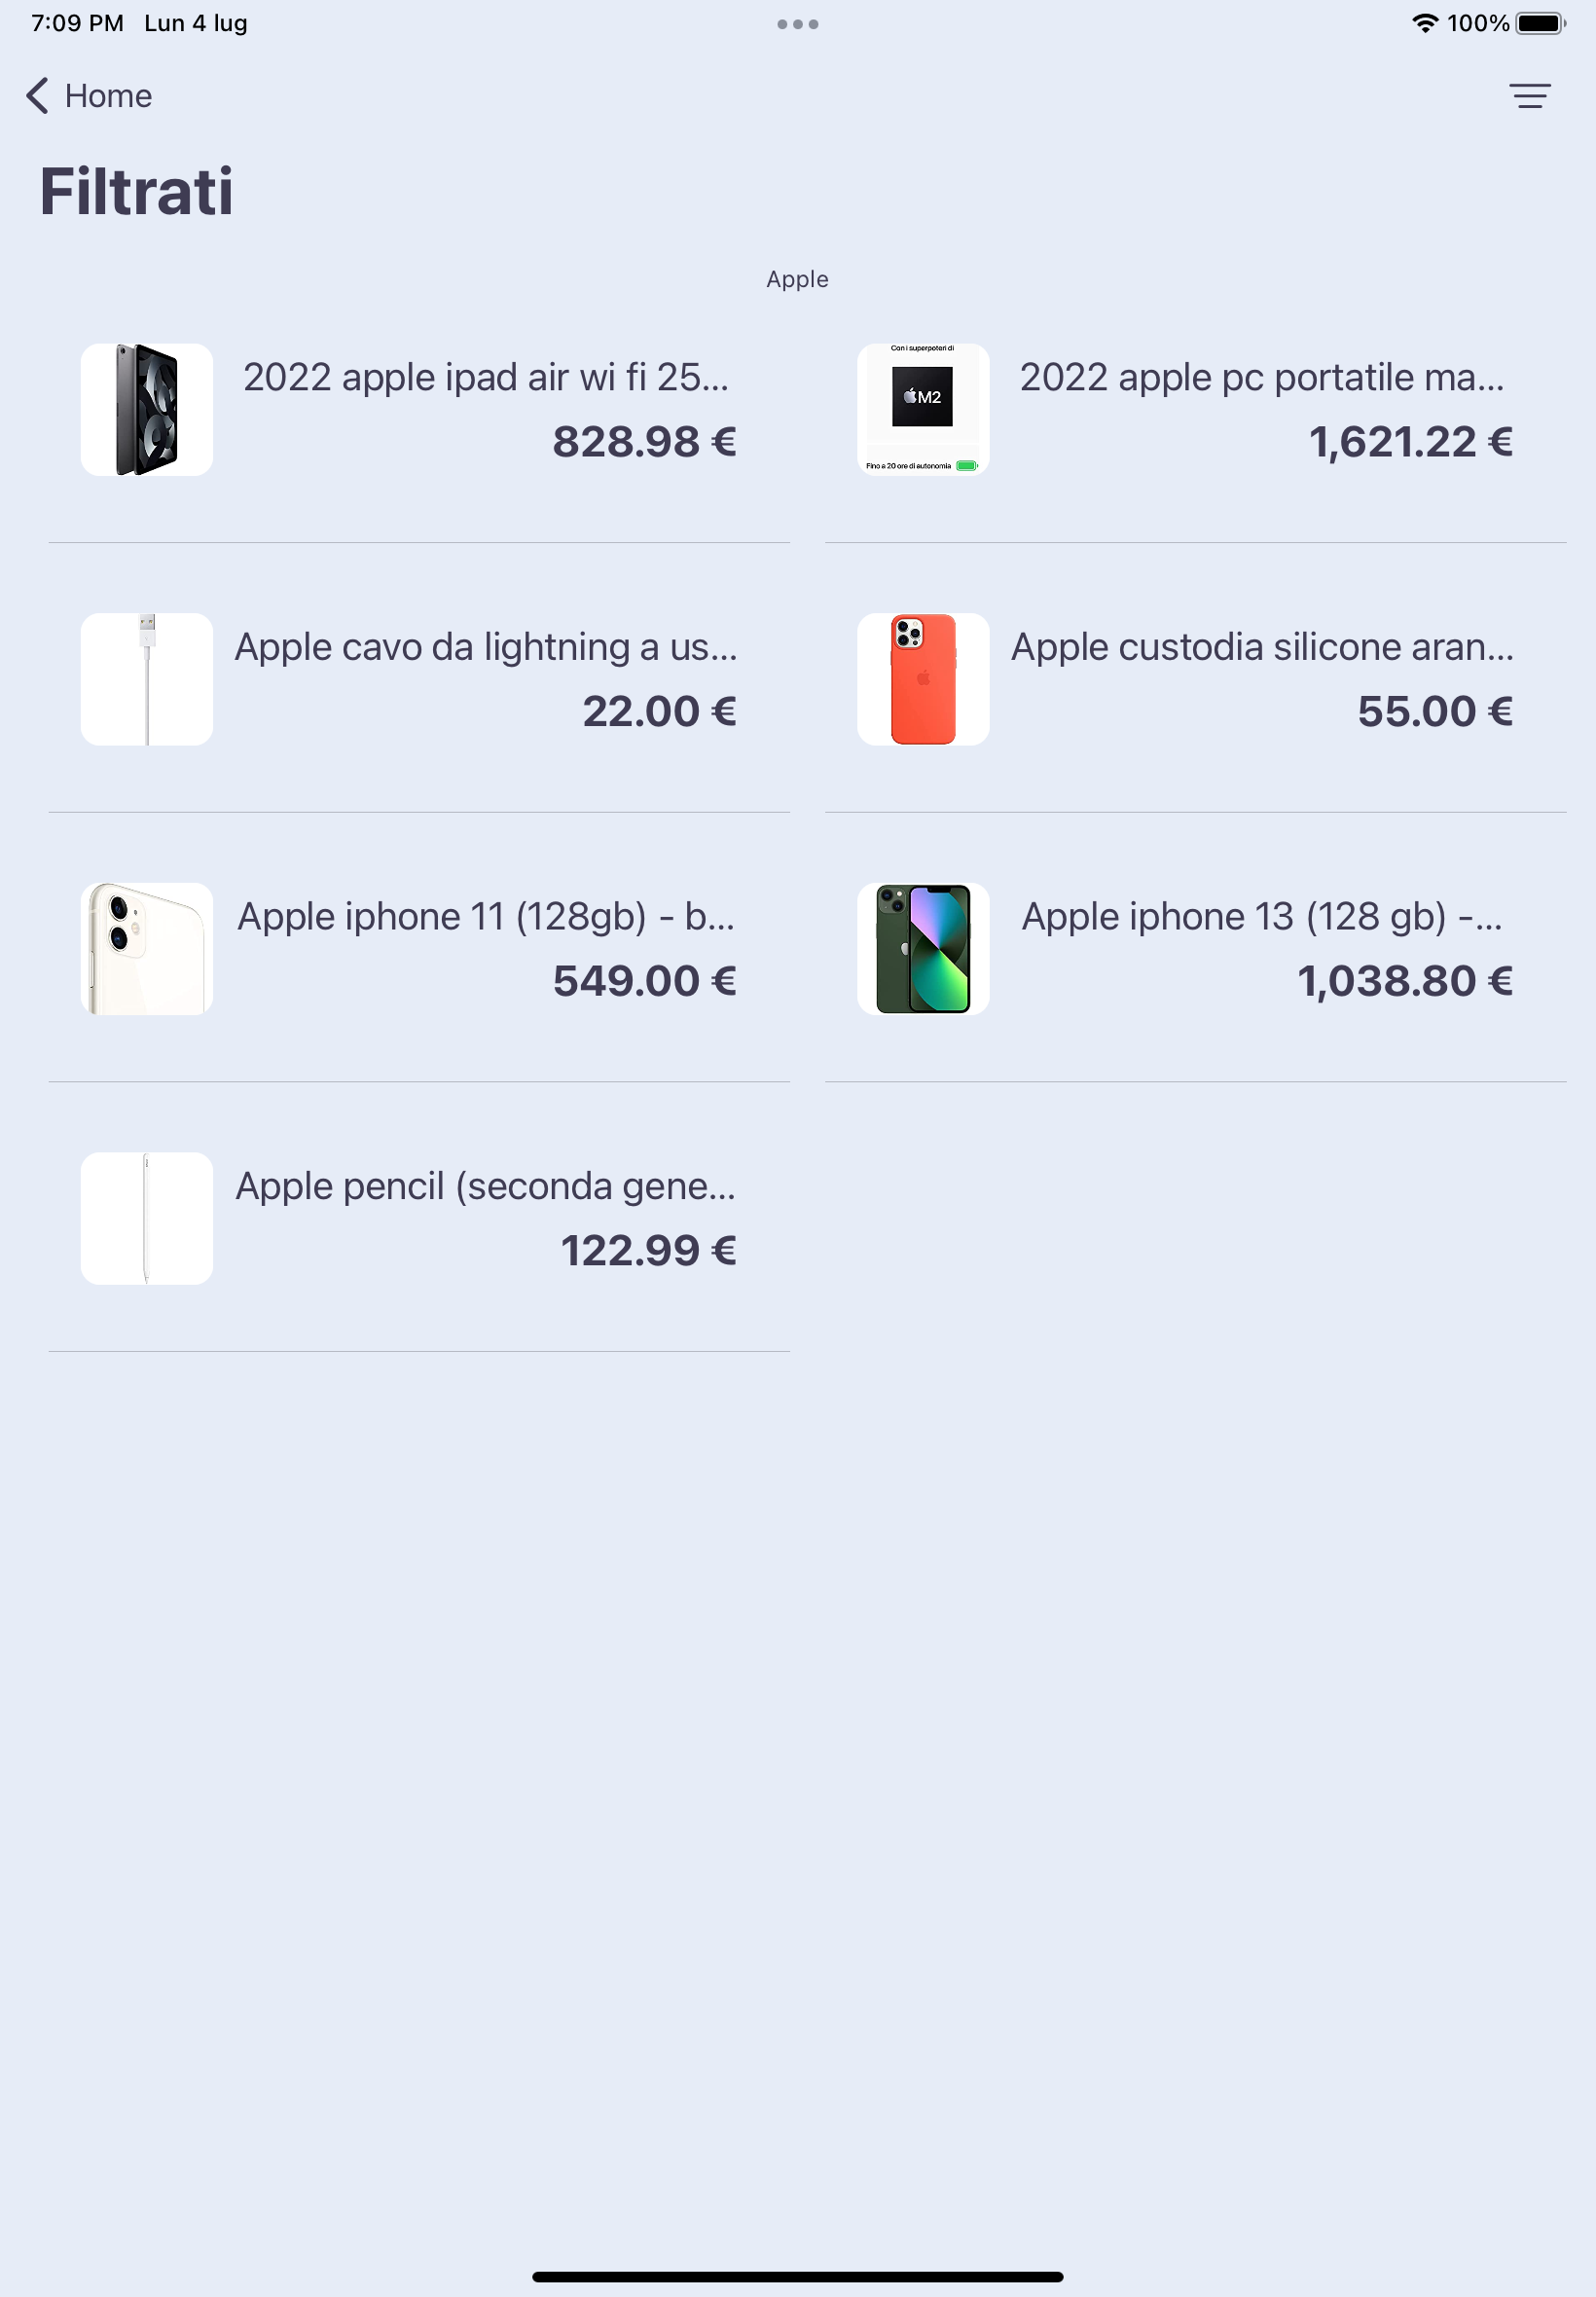 7:09 PM Lun 4 lug
100%
Home
Filtrati
Apple
2022 apple ipad air wi fi 25...
828.98 €
Con i superpoteri di
M2
Fino a 20 ore di autonomia
2022 apple pc portatile ma...
1,621.22 €
Apple cavo da lightning a us...
22.00 €
Apple custodia silicone aran...
55.00 €
Apple iphone 11 (128gb) - b...
549.00 €
Apple iphone 13 (128 gb) -...
1,038.80 €
Apple pencil (seconda gene...
122.99 €